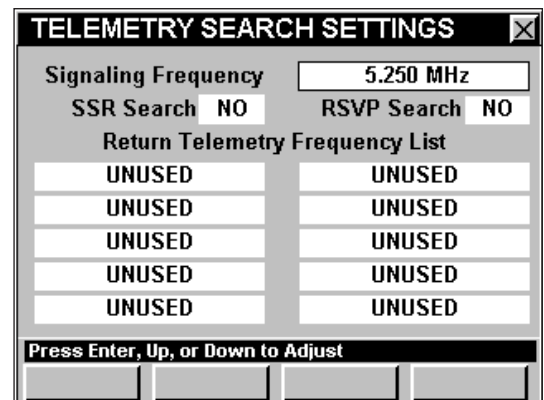 TELEMETRY SEARCH SETTINGS
Signaling Frequency 5.250 MHz
SSR Search NO RSVP Search NO
Return Telemetry Frequency List
UNUSED UNUSED
UNUSED UNUSED
UNUSED UNUSED
UNUSED UNUSED
UNUSED UNUSED
Press Enter, Up, or Down to Adjust